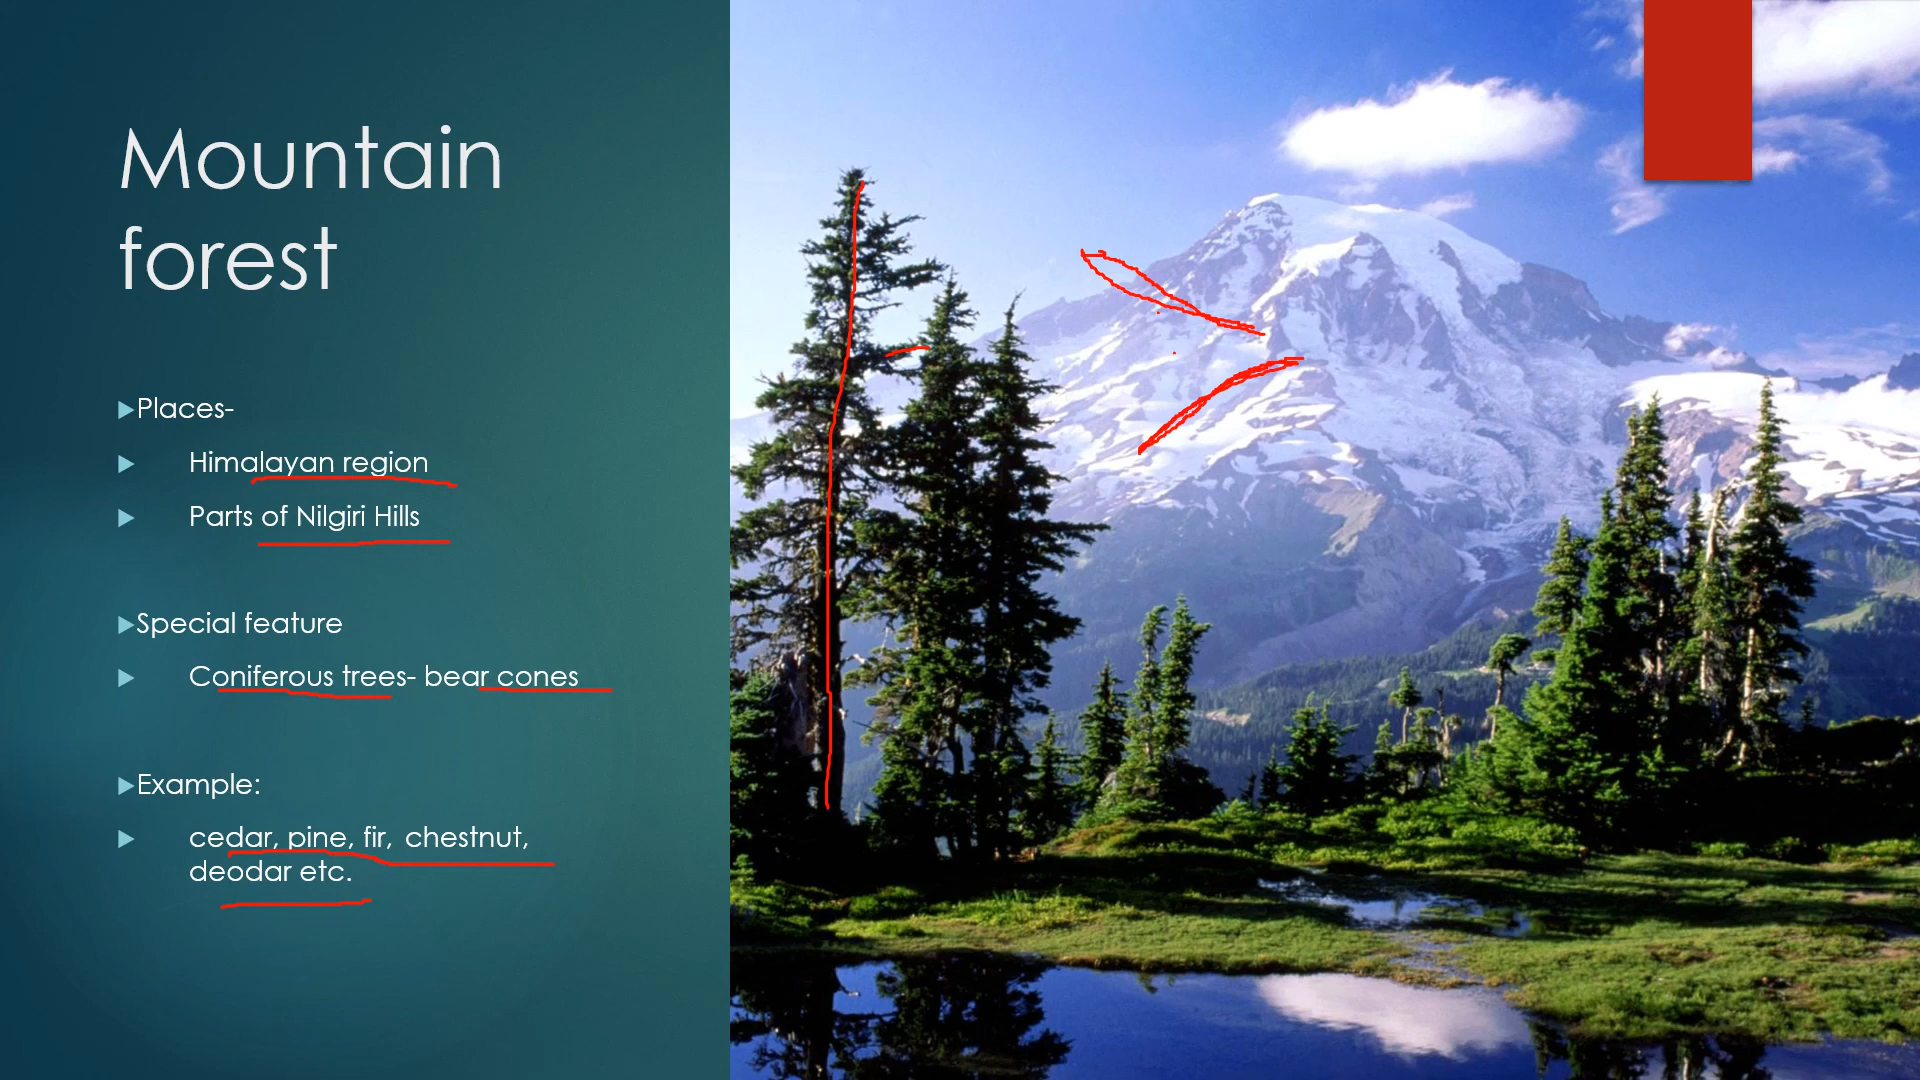 Mountain
forest
Places-
Himalayan region
Parts of Nilgiri Hills
Special feature
Coniferous trees- bear cones
Example:
cedar, pine, fir, chestnut,
deodar etc.